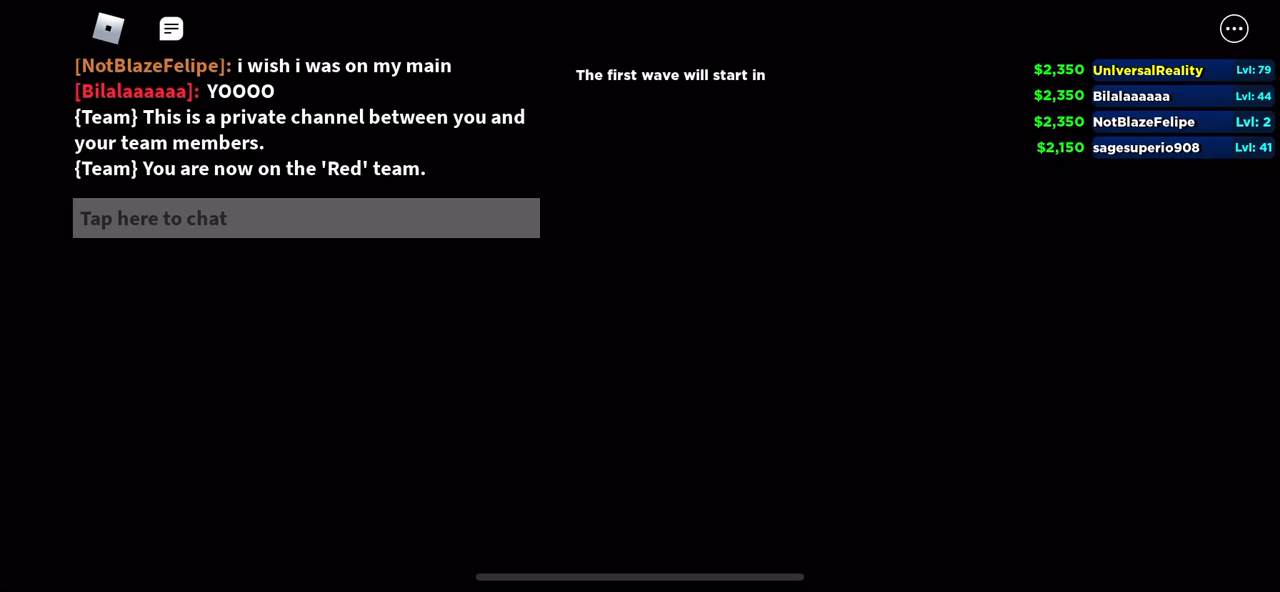 [NotBlazeFelipe]: i wish i was on my main
[Bilalaaaaaa]: YOOOO
{Team} This is a private channel between you and
your team members.
{Team} You are now on the 'Red' team.
Tap here to chat
The first wave will start in
$2,350 UnlversalReality Lvl: 79
$2,350 Bilalaaaaaa Lvl: 44
$2,350 NotBlazeFelipe Lvl: 2
$2,150 sagesuperio908 Lvl: 41